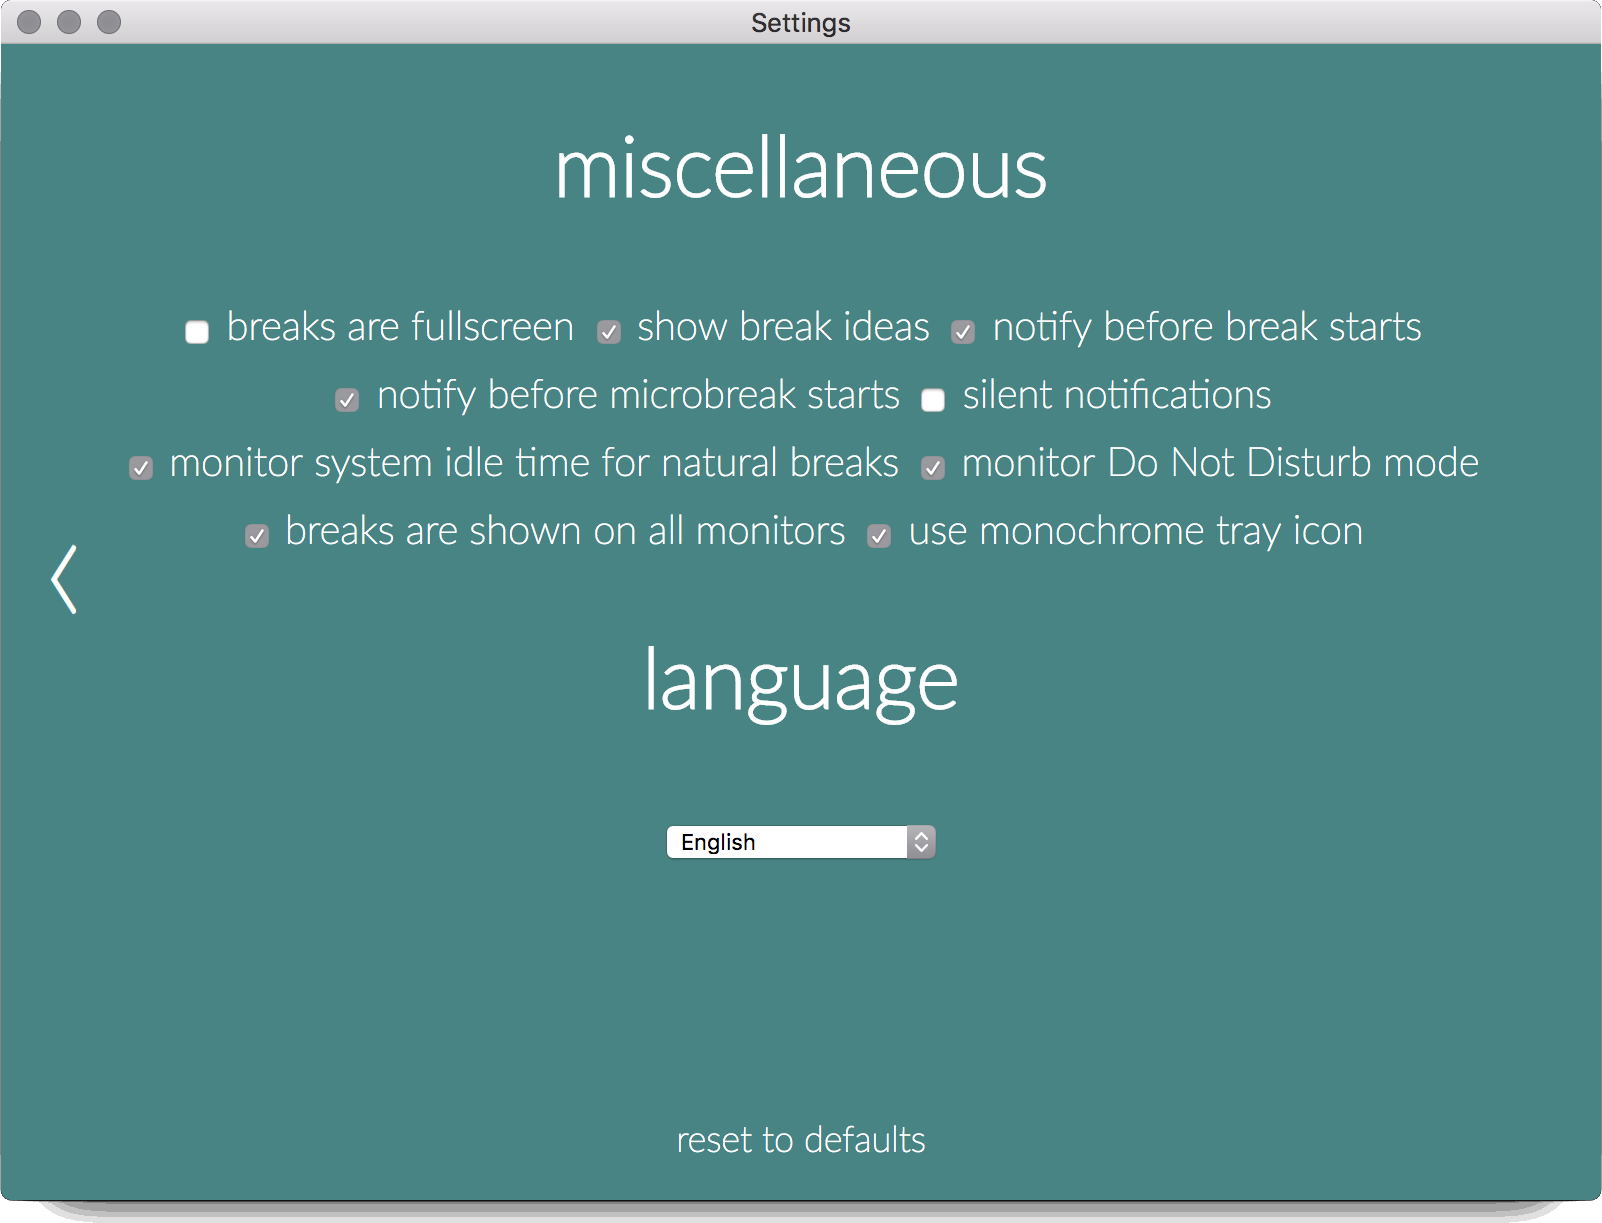 Settings
miscellaneous
breaks are fullscreen show break ideas notify before break starts
notify before microbreak starts silent notifications
monitor system idle time for natural breaks monitor Do Not Disturb mode
breaks are shown on all monitors use monochrome tray icon
language
English
reset to defaults